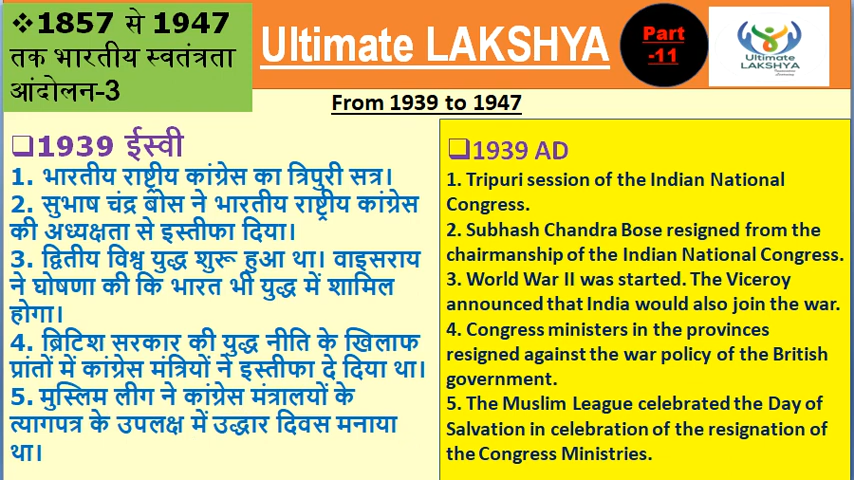 ❖1857 से 1947
तक भारतीय स्वतंत्रता
आंदोलन-3
Ultimate LAKSHYA
Part
-11
Ultimate
LAKSHYA
From 1939 to 1947
❑1939 ईस्वी
1. भारतीय राष्ट्रीय कांग्रेस का त्रिपुरी सत्र।
2. सुभाष चंद्र बोस ने भारतीय राष्ट्रीय कांग्रेस
की अध्यक्षता से इस्तीफा दिया।
3. द्वितीय विश्व युद्ध शुरू हुआ था। वाइसराय
ने घोषणा की कि भारत भी युद्ध में शामिल
होगा।
4. ब्रिटिश सरकार की युद्ध नीति के खिलाफ
प्रांतों में कांग्रेस मंत्रियों ने इस्तीफा दे दिया था।
5. मुस्लिम लीग ने कांग्रेस मंत्रालयों के
त्यागपत्र के उपलक्ष में उद्धार दिवस मनाया
था।
❑1939 AD
1. Tripuri session of the Indian National
Congress.
2. Subhash Chandra Bose resigned from the
chairmanship of the Indian National Congress.
3. World War II was started. The Viceroy
announced that India would also join the war.
4. Congress ministers in the provinces
resigned against the war policy of the British
government.
5. The Muslim League celebrated the Day of
Salvation in celebration of the resignation of
the Congress Ministries.